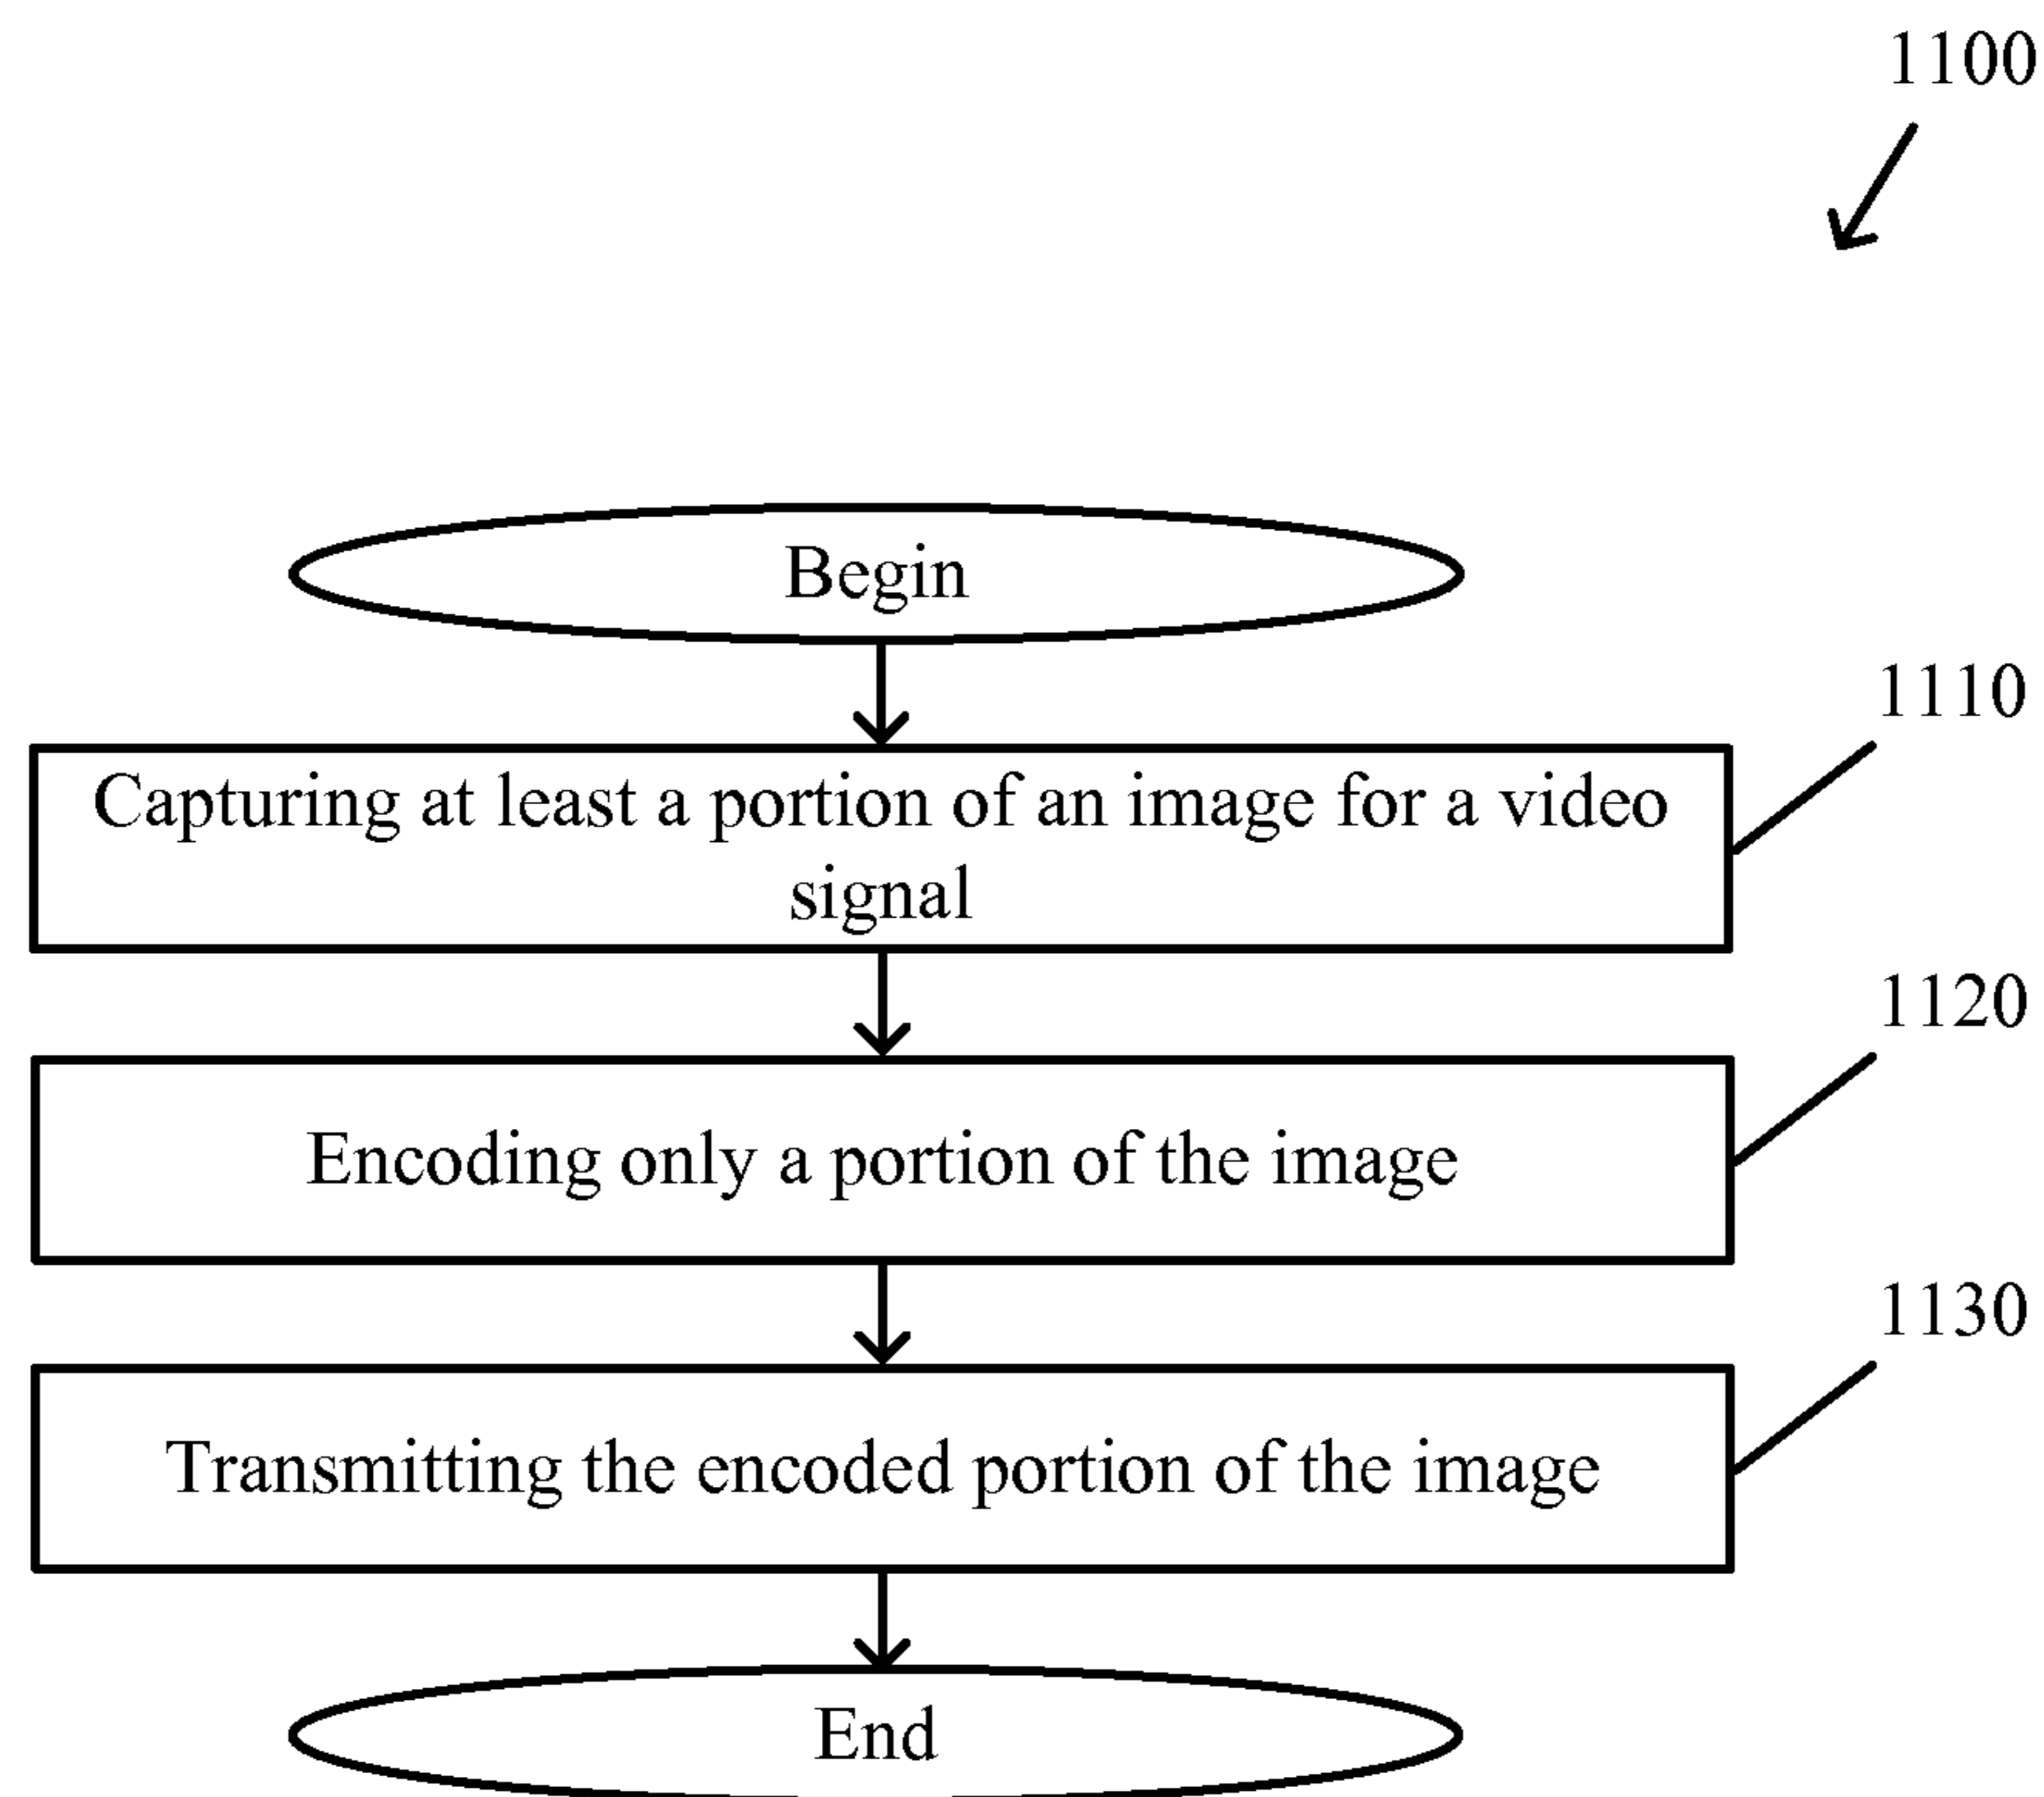 1100
Begin
1110
Capturing at least a portion of an image for a video
signal
1120
Encoding only a portion of the image
1130
Transmitting the encoded portion of the image
End